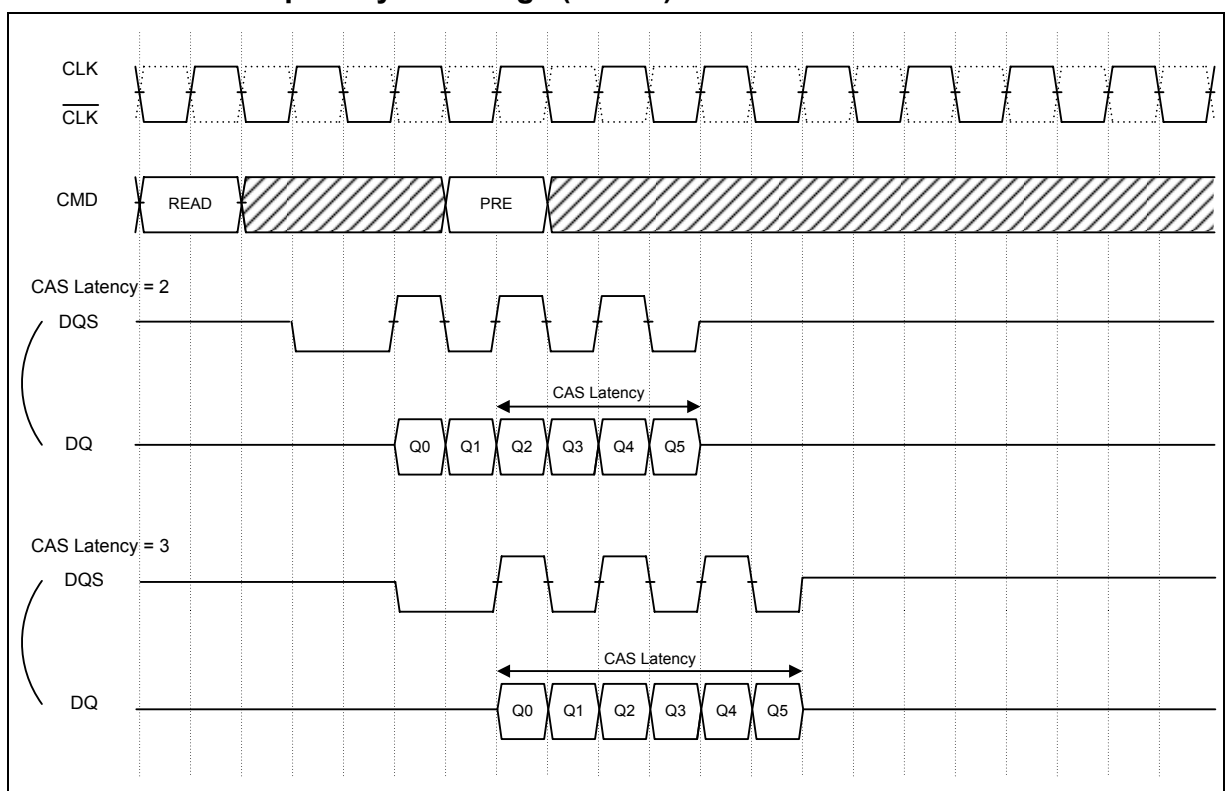 CLK
CLK
CMD
READ
PRE
CAS Latency = 2
DQS
CAS Latency
DQ
Q0 Q1 Q2 Q3 Q4 Q5
CAS Latency = 3
DQS
CAS Latency
DQ
Q0 Q1 Q2 Q3 Q4 Q5